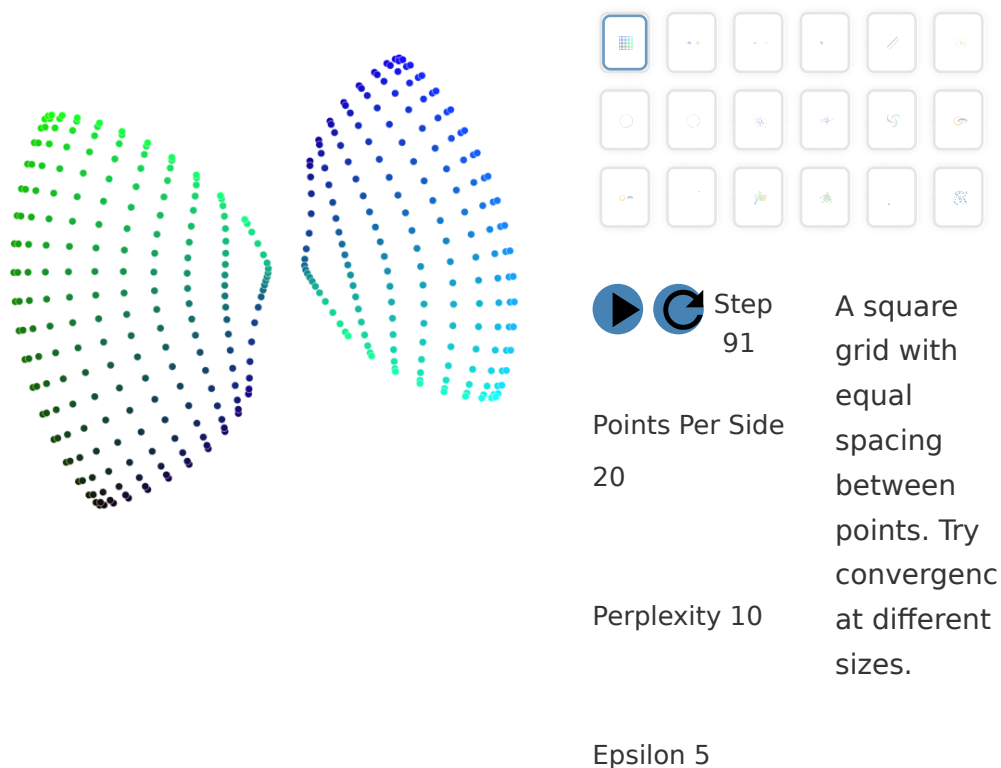 Step
91
Points Per Side
20
Perplexity 10
Epsilon 5
A square
grid with
equal
spacing
between
points. Try
convergenc
at different
sizes.